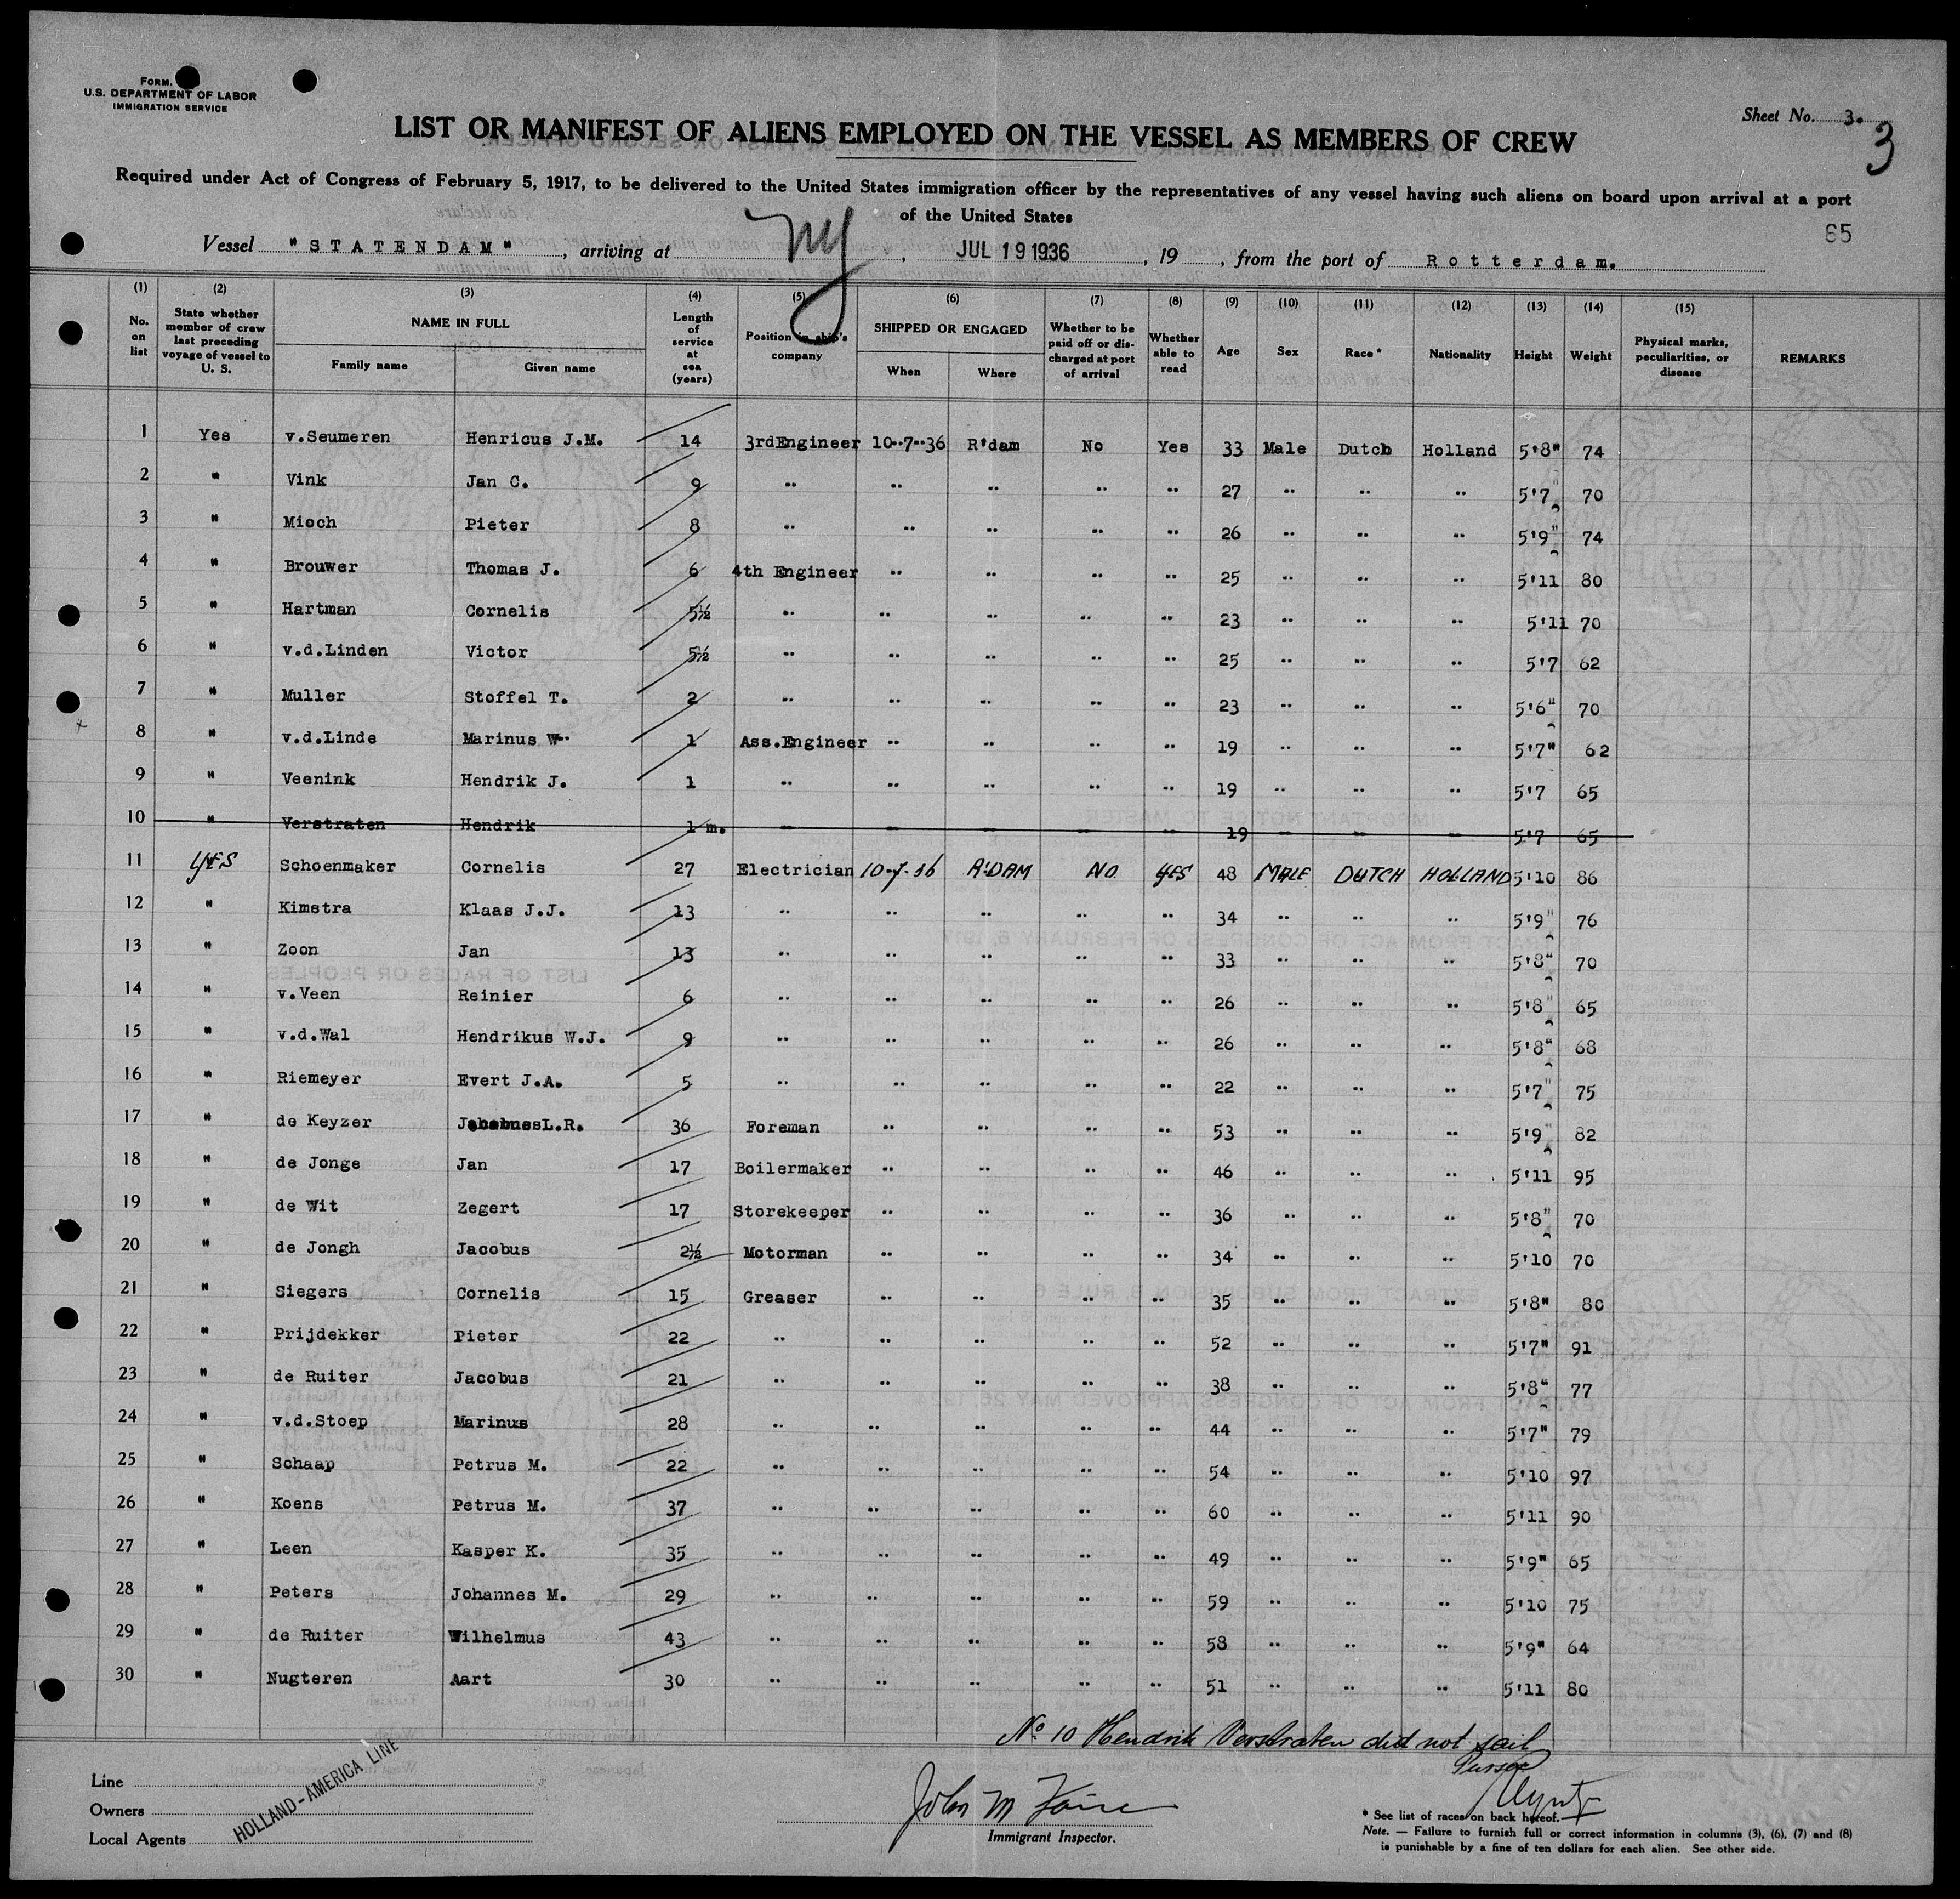 FORM.
U.S. DEPARTMENT OF LABOR
IMMIGRATION SERVICE
Sheet No. 3.
3
LIST OR MANIFEST OF ALIENS EMPLOYED ON THE VESSEL AS MEMBERS OF CREW
Required under Act of Congress of February 5, 1917, to be delivered to the United States immigration officer by the representatives of any vessel having such aliens on board upon arrival at a port
of the United States
85
Vessel "STATENDAM", arriving at NY, JUL 19 1936, 19 , from the port of Rotterdam.
(1) (2) (3) (4) (5) (6) (7) (8) (9) (10) (11) (12) (13) (14) (15)
No. on list State whether member of crew last preceding voyage of vessel to U. S. NAME IN FULL Family name Given name Length of service at sea (years) Position in ship's company SHIPPED OR ENGAGED When Where Whether to be paid off or discharged at port of arrival Whether able to read Age Sex Race * Nationality Height Weight Physical marks, peculiarities, or disease REMARKS
1 Yes v.Seumeren Henricus J.M. 14 3rdEngineer 10-7-36 R'dam No Yes 33 Male Dutch Holland 5'8" 74
2 " Vink Jan C. 9 " " " " " 27 " " " 5'7" 70
3 " Mioch Pieter 8 " " " " " 26 " " " 5'9" 74
4 " Brouwer Thomas J. 6 4th Engineer " " " " 25 " " " 5'11 80
5 " Hartman Cornelis 5½ " " " " " 23 " " " 5'11 70
6 " v.d.Linden Victor 5½ " " " " " 25 " " " 5'7 62
7 " Muller Stoffel T. 2 " " " " " 23 " " " 5'6" 70
8 " v.d.Linde Marinus W. 1 Ass.Engineer " " " " 19 " " " 5'7" 62
9 " Veenink Hendrik J. 1 " " " " " 19 " " " 5'7 65
10 " Verstraten Hendrik 1 m. " " " " " 19 " " " 5'7 65
11 YES Schoenmaker Cornelis 27 Electrician 10-7-36 R'DAM NO YES 48 MALE DUTCH HOLLAND 5'10 86
12 " Kimstra Klaas J.J. 13 " " " " " 34 " " " 5'9" 76
13 " Zoon Jan 13 " " " " " 33 " " " 5'8" 70
14 " v.Veen Reinier 6 " " " " " 26 " " " 5'8" 65
15 " v.d.Wal Hendrikus W.J. 9 " " " " " 26 " " " 5'8" 68
16 " Riemeyer Evert J.A. 5 " " " " " 22 " " " 5'7" 75
17 " de Keyzer L.R. 36 Foreman " " " " 53 " " " 5'9" 82
18 " de Jonge Jan 17 Boilermaker " " " " 46 " " " 5'11 95
19 " de Wit Zegert 17 Storekeeper " " " " 36 " " " 5'8" 70
20 " de Jongh Jacobus 2½ Motorman " " " " 34 " " " 5'10 70
21 " Siegers Cornelis 15 Greaser " " " " 35 " " " 5'8" 80
22 " Prijdekker Pieter 22 " " " " " 52 " " " 5'7" 91
23 " de Ruiter Jacobus 21 " " " " " 38 " " " 5'8" 77
24 " v.d.Stoep Marinus 28 " " " " " 44 " " " 5'7" 79
25 " Schaap Petrus M. 22 " " " " " 54 " " " 5'10 97
26 " Koens Petrus M. 37 " " " " " 60 " " " 5'11 90
27 " Leen Kasper K. 35 " " " " " 49 " " " 5'9" 65
28 " Peters Johannes M. 29 " " " " " 59 " " " 5'10 75
29 " de Ruiter Wilhelmus 43 " " " " " 58 " " " 5'9" 64
30 " Nugteren Aart 30 " " " " " 51 " " " 5'11 80
No 10 Hendrik Verstraten did not sail
Purser
Line
Owners
Local Agents
HOLLAND-AMERICA LINE
John M
Immigrant Inspector.
* See list of races on back hereof.
Note. — Failure to furnish full or correct information in columns (3), (6), (7) and (8)
is punishable by a fine of ten dollars for each alien. See other side.